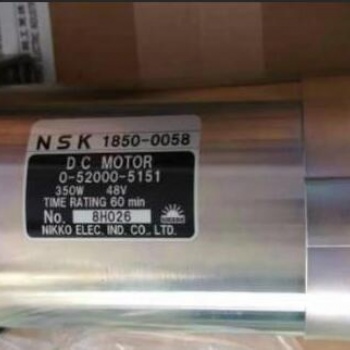 NSK 1850-0058
DC MOTOR
0-52000-5151
350W 48V
TIME RATING 60 min
No. 8H026
NIKKO ELEC. IND. CO., LTD.